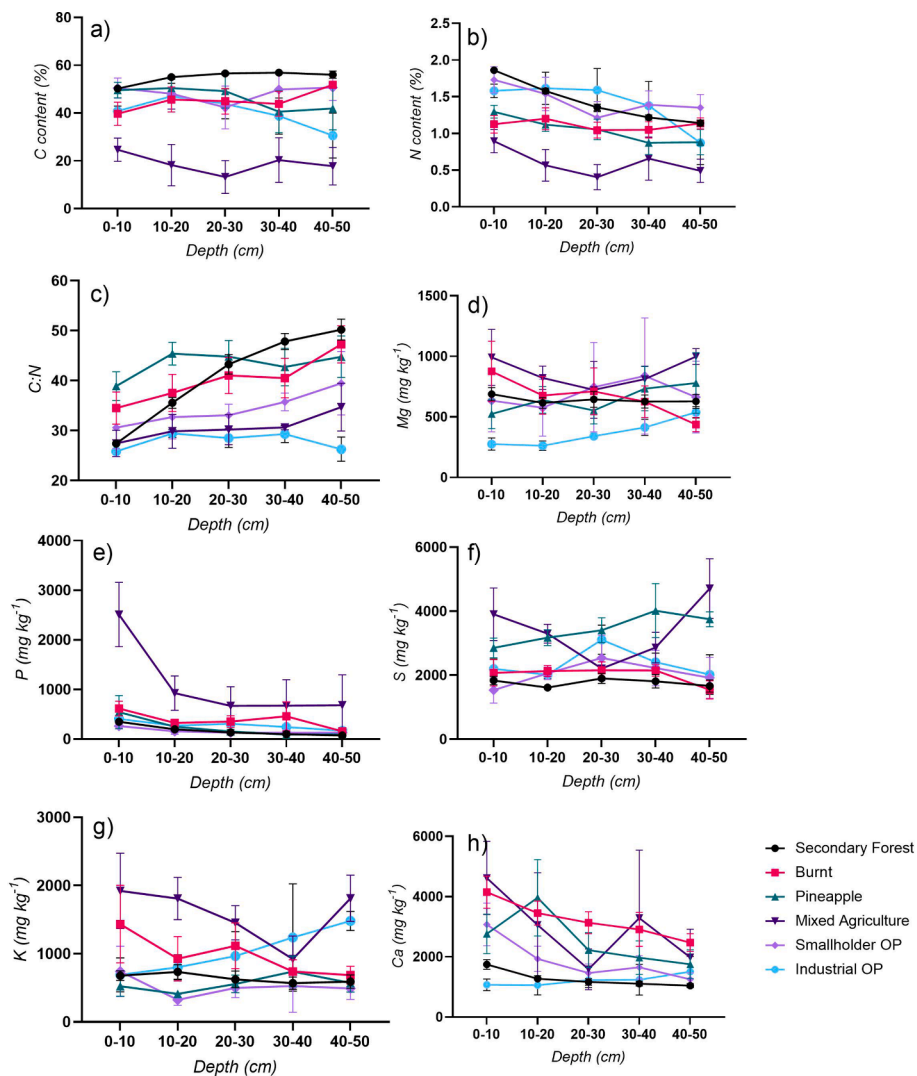 a)
C content (%)
80
60
40
20
0
0-10 10-20 20-30 30-40 40-50
Depth (cm)
b)
N content (%)
2.5
2.0
1.5
1.0
0.5
0.0
0-10 10-20 20-30 30-40 40-50
Depth (cm)
c)
C:N
60
50
40
30
20
0-10 10-20 20-30 30-40 40-50
Depth (cm)
d)
Mg (mg kg-1)
1500
1000
500
0
0-10 10-20 20-30 30-40 40-50
Depth (cm)
e)
P (mg kg-1)
4000
3000
2000
1000
0
0-10 10-20 20-30 30-40 40-50
Depth (cm)
f)
S (mg kg-1)
6000
4000
2000
0
0-10 10-20 20-30 30-40 40-50
Depth (cm)
g)
K (mg kg-1)
3000
2000
1000
0
0-10 10-20 20-30 30-40 40-50
Depth (cm)
h)
Ca (mg kg-1)
6000
4000
2000
0
0-10 10-20 20-30 30-40 40-50
Depth (cm)
Secondary Forest
Burnt
Pineapple
Mixed Agriculture
Smallholder OP
Industrial OP